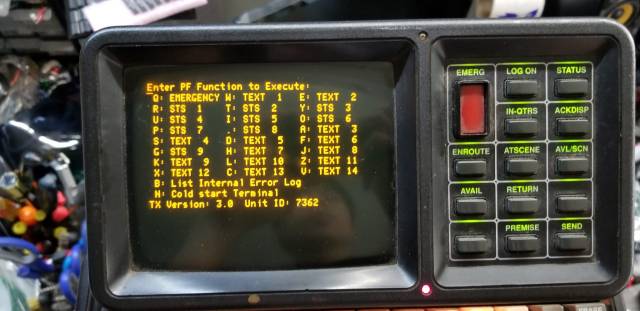 Enter PF Function to Execute:
Q: EMERGENCY W: TEXT 1 E: TEXT 2
R: STS 1 T: STS 2 Y: STS 3
U: STS 4 I: STS 5 O: STS 6
P: STS 7 .: STS 8 A: TEXT 3
S: TEXT 4 D: TEXT 5 F: TEXT 6
G: STS 9 H: TEXT 7 J: TEXT 8
K: TEXT 9 L: TEXT 10 Z: TEXT 11
X: TEXT 12 C: TEXT 13 V: TEXT 14
B: List Internal Error Log
N: Cold start Terminal
TX Version: 3.0 Unit ID: 7362
EMERG LOG ON STATUS
IN-QTRS ACKDISP
ENROUTE ATSCENE AVL/SCN
AVAIL RETURN
PREMISE SEND
ERASE